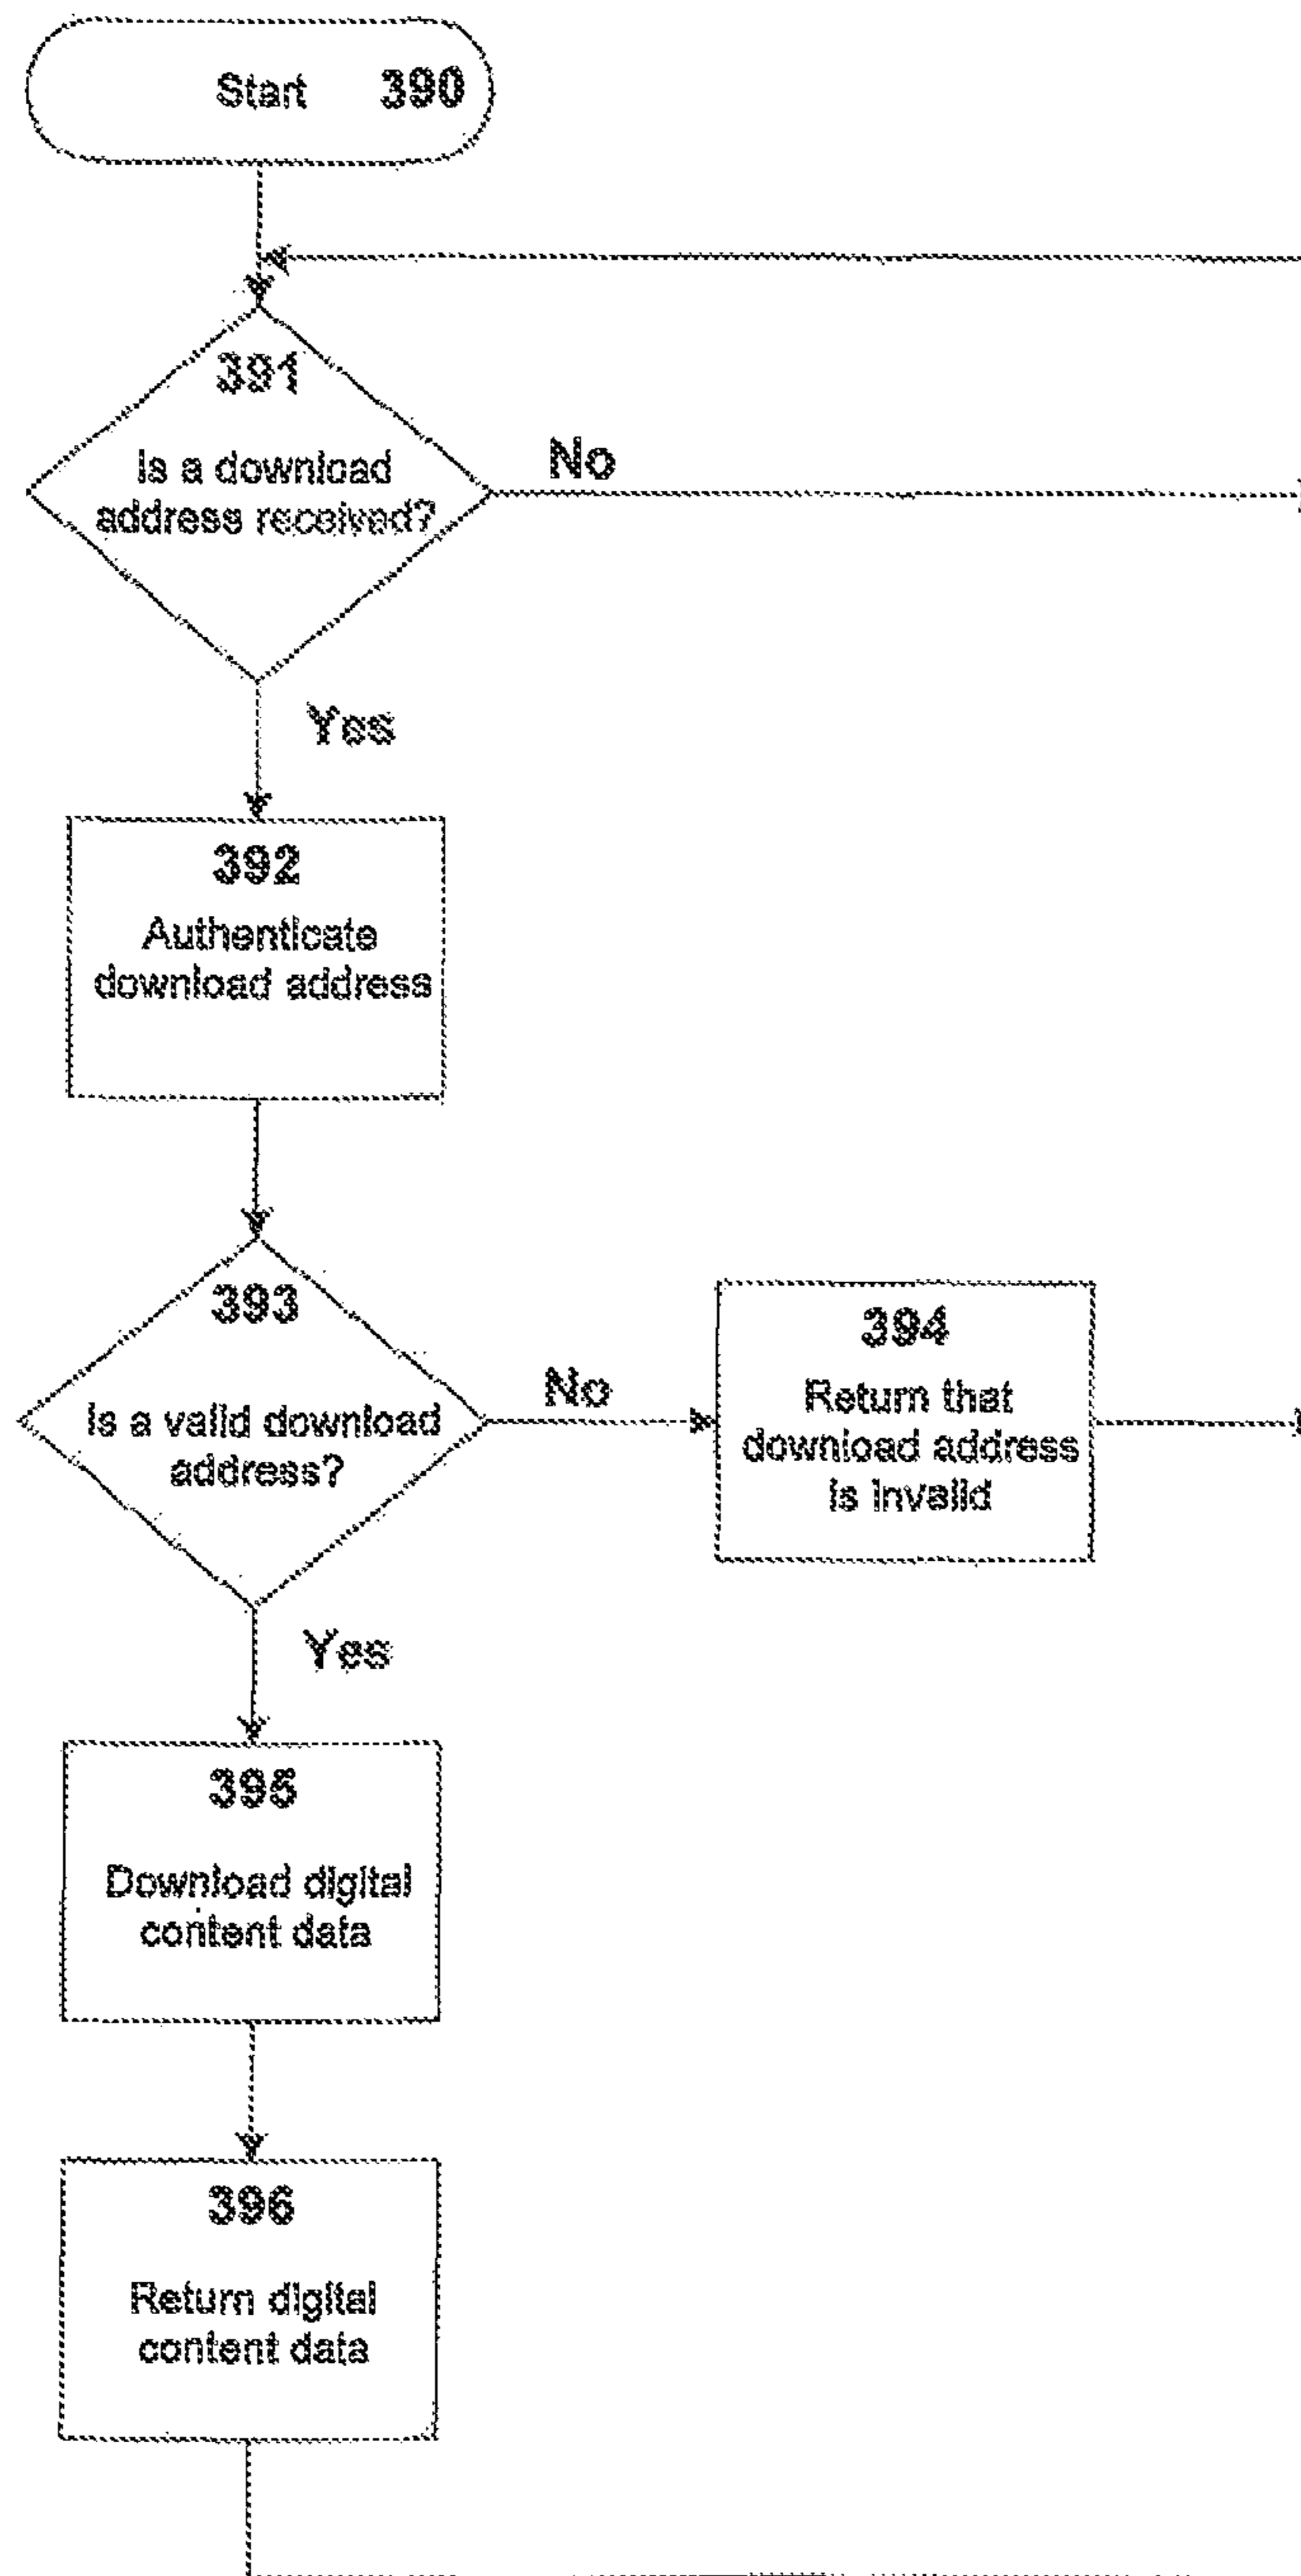 Start 390
391
Is a download
address received?
No
Yes
392
Authenticate
download address
393
Is a valid download
address?
No
394
Return that
download address
is invalid
Yes
395
Download digital
content data
396
Return digital
content data